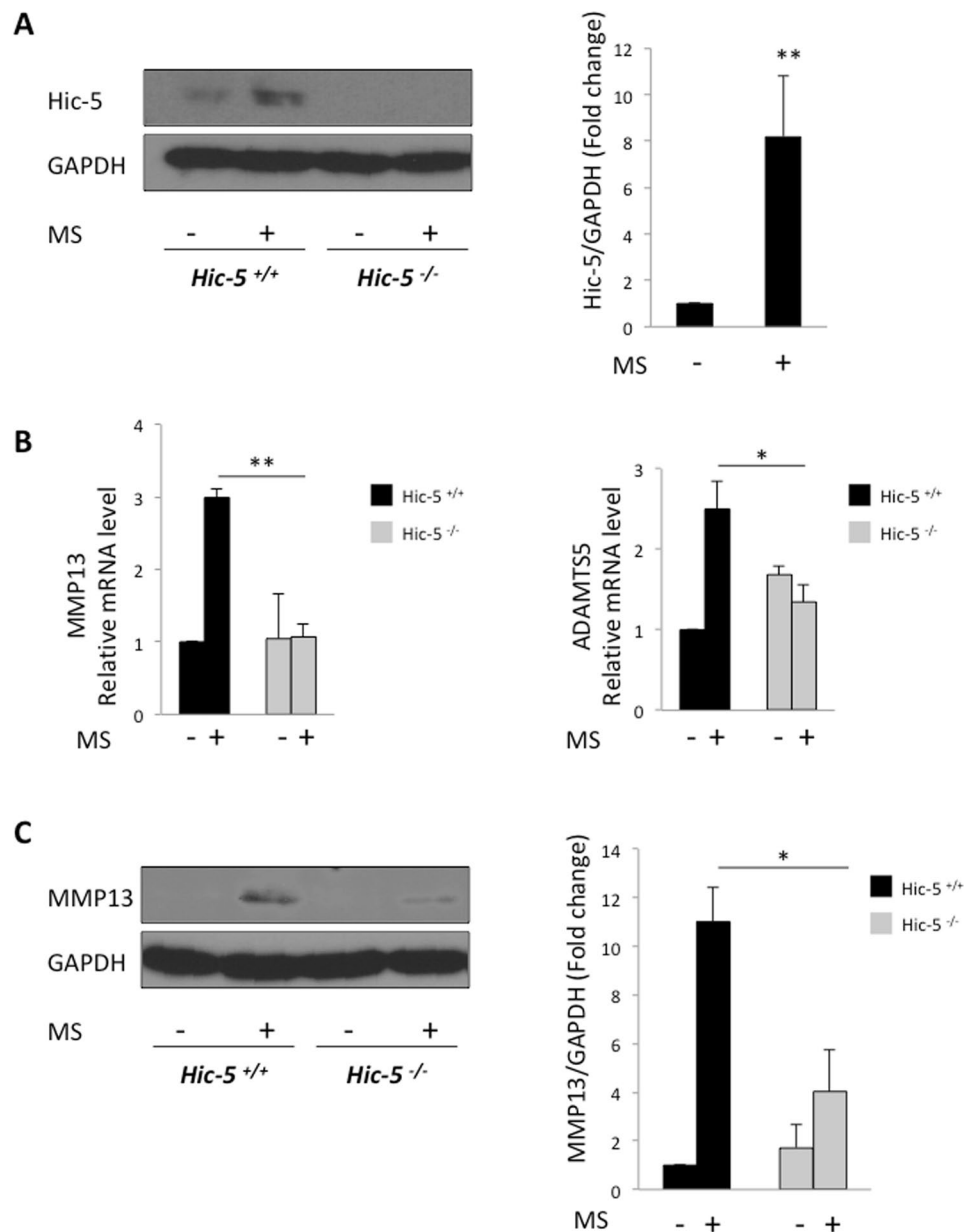 A
Hic-5
GAPDH
MS - + - +
Hic-5 +/+ Hic-5 -/-
Hic-5/GAPDH (Fold change)
12
10
8
6
4
2
0
**
MS - +
B
MMP13
Relative mRNA level
4
3
2
1
0
**
Hic-5 +/+
Hic-5 -/-
MS - + - +
ADAMTS5
Relative mRNA level
3
2
1
0
*
Hic-5 +/+
Hic-5 -/-
MS - + - +
C
MMP13
GAPDH
MS - + - +
Hic-5 +/+ Hic-5 -/-
MMP13/GAPDH (Fold change)
14
12
10
8
6
4
2
0
*
Hic-5 +/+
Hic-5 -/-
MS - + - +